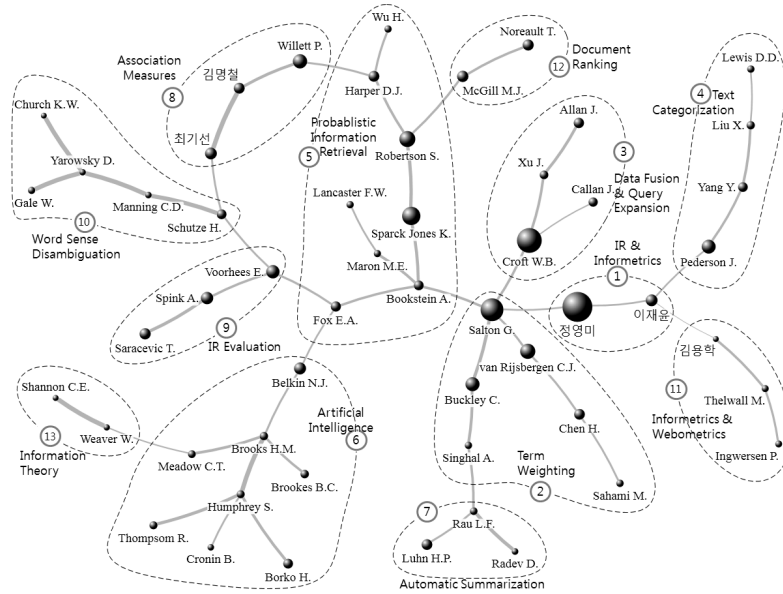 Wu H.
Willett P.
Noreault T.
Association
Measures
8
김명철
Harper D.J.
McGill M.J.
12
Document
Ranking
Lewis D.D.
4
Text
Categorization
Church K.W.
최기선
5
Probablistic Information
Retrieval
Robertson S.
Allan J.
Liu X.
Xu J.
3
Data Fusion
& Query
Expansion
Callan J.
Yarowsky D.
Gale W.
Manning C.D.
Schutze H.
10
Word Sense
Disambiguation
Lancaster F.W.
Sparck Jones K.
Maron M.E.
Bookstein A.
Croft W.B.
Yang Y.
Pederson J.
IR & Informetrics
1
Voorhees E.
Spink A.
Saracevic T.
9
IR Evaluation
Fox E.A.
Salton G.
정영미
이재윤
김용학
Thelwall M.
Ingwersen P.
11
Informetrics &
Webometrics
Belkin N.J.
Buckley C.
van Rijsbergen C.J.
Chen H.
Shannon C.E.
Weaver W.
13
Information
Theory
Artificial
Intelligence
6
Brooks H.M.
Meadow C.T.
Brookes B.C.
Singhal A.
Term
Weighting
2
Sahami M.
Humphrey S.
Thompsom R.
Cronin B.
Borko H.
7
Rau L.F.
Luhn H.P.
Radev D.
Automatic Summarization